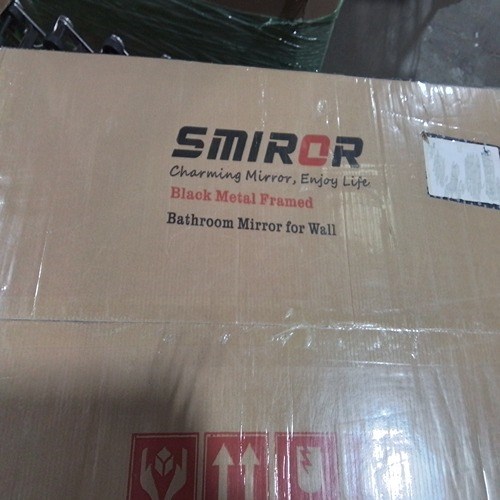 SMIROR
Charming Mirror, Enjoy Life
Black Metal Framed
Bathroom Mirror for Wall